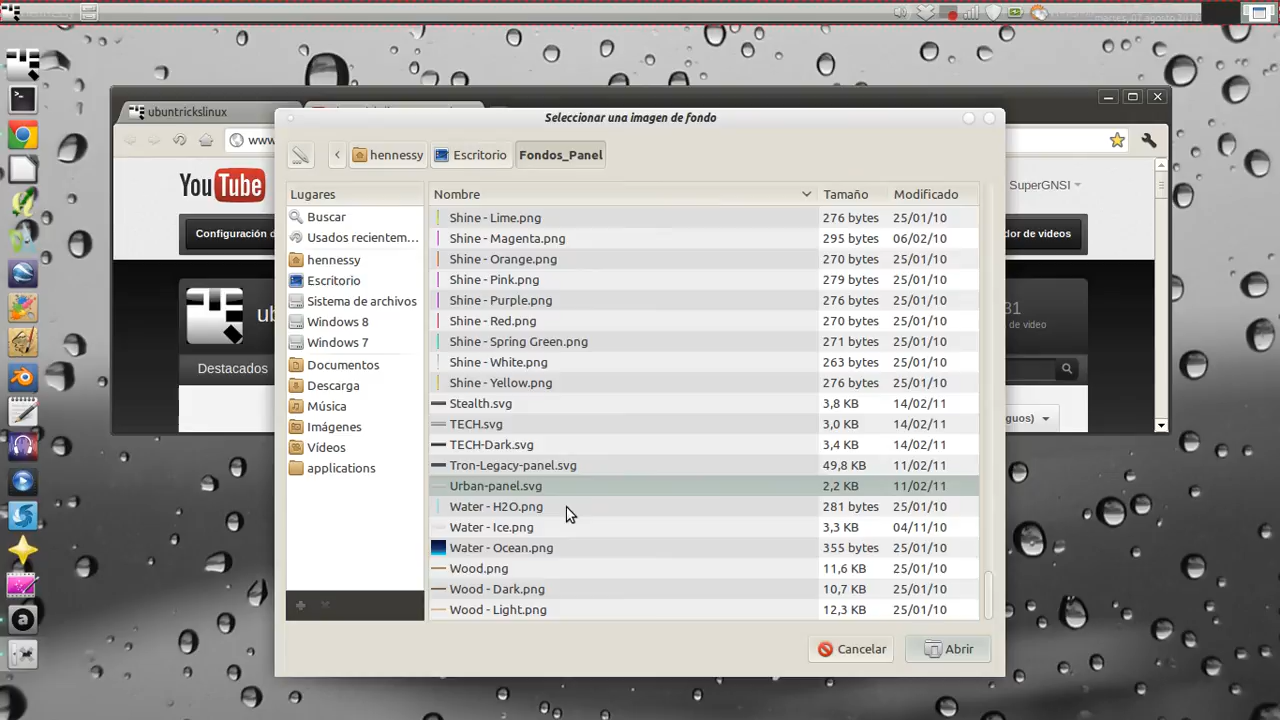 ubuntrickslinux
Seleccionar una imagen de fondo
www
YouTube
SuperGNSI
Configuración d
dor de videos
ub
31
de video
Destacados
guos)
hennessy
Escritorio
Fondos_Panel
Lugares
Buscar
Usados recientem...
hennessy
Escritorio
Sistema de archivos
Windows 8
Windows 7
Documentos
Descarga
Música
Imágenes
Vídeos
applications
Nombre Tamaño Modificado
Shine - Lime.png 276 bytes 25/01/10
Shine - Magenta.png 295 bytes 06/02/10
Shine - Orange.png 270 bytes 25/01/10
Shine - Pink.png 279 bytes 25/01/10
Shine - Purple.png 276 bytes 25/01/10
Shine - Red.png 270 bytes 25/01/10
Shine - Spring Green.png 271 bytes 25/01/10
Shine - White.png 263 bytes 25/01/10
Shine - Yellow.png 276 bytes 25/01/10
Stealth.svg 3,8 KB 14/02/11
TECH.svg 3,0 KB 14/02/11
TECH-Dark.svg 3,4 KB 14/02/11
Tron-Legacy-panel.svg 49,8 KB 11/02/11
Urban-panel.svg 2,2 KB 11/02/11
Water - H2O.png 281 bytes 25/01/10
Water - Ice.png 3,3 KB 04/11/10
Water - Ocean.png 355 bytes 25/01/10
Wood.png 11,6 KB 25/01/10
Wood - Dark.png 10,7 KB 25/01/10
Wood - Light.png 12,3 KB 25/01/10
Cancelar
Abrir